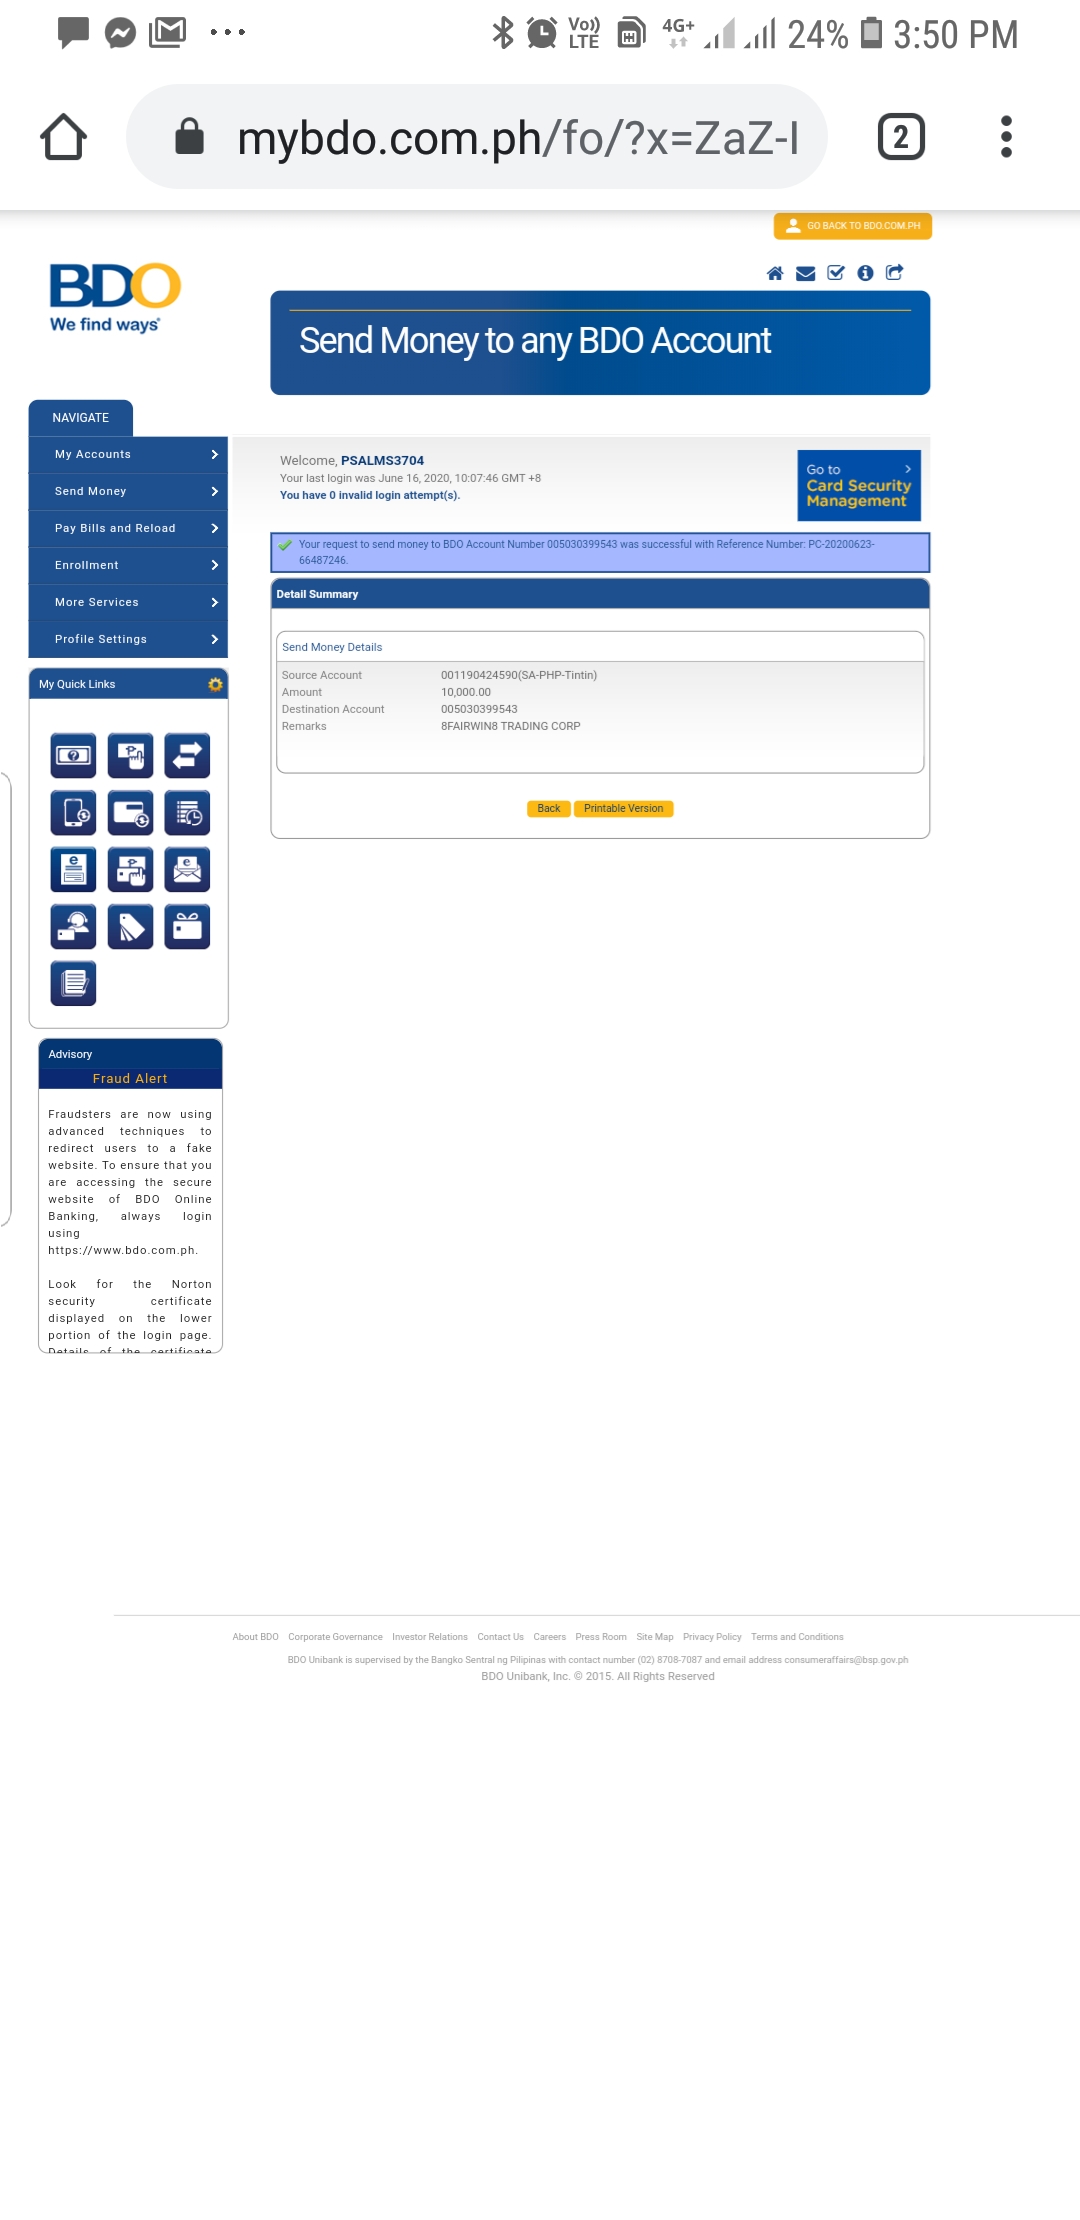 Vo))
LTE
4G+
24%
3:50 PM
mybdo.com.ph/fo/?x=ZaZ-I
2
GO BACK TO BDO.COM.PH
BDO
We find ways®
Send Money to any BDO Account
NAVIGATE
My Accounts
Send Money
Pay Bills and Reload
Enrollment
More Services
Profile Settings
Welcome, PSALMS3704
Your last login was June 16, 2020, 10:07:46 GMT +8
You have 0 invalid login attempt(s).
Go to
Card Security
Management
Your request to send money to BDO Account Number 005030399543 was successful with Reference Number: PC-20200623-
66487246.
Detail Summary
Send Money Details
Source Account 001190424590(SA-PHP-Tintin)
Amount 10,000.00
Destination Account 005030399543
Remarks 8FAIRWIN8 TRADING CORP
Back Printable Version
My Quick Links
Advisory
Fraud Alert
Fraudsters are now using
advanced techniques to
redirect users to a fake
website. To ensure that you
are accessing the secure
website of BDO Online
Banking, always login
using
https://www.bdo.com.ph.
Look for the Norton
security certificate
displayed on the lower
portion of the login page.
Details of the certificate
About BDO Corporate Governance Investor Relations Contact Us Careers Press Room Site Map Privacy Policy Terms and Conditions
BDO Unibank is supervised by the Bangko Sentral ng Pilipinas with contact number (02) 8708-7087 and email address consumeraffairs@bsp.gov.ph
BDO Unibank, Inc. © 2015. All Rights Reserved